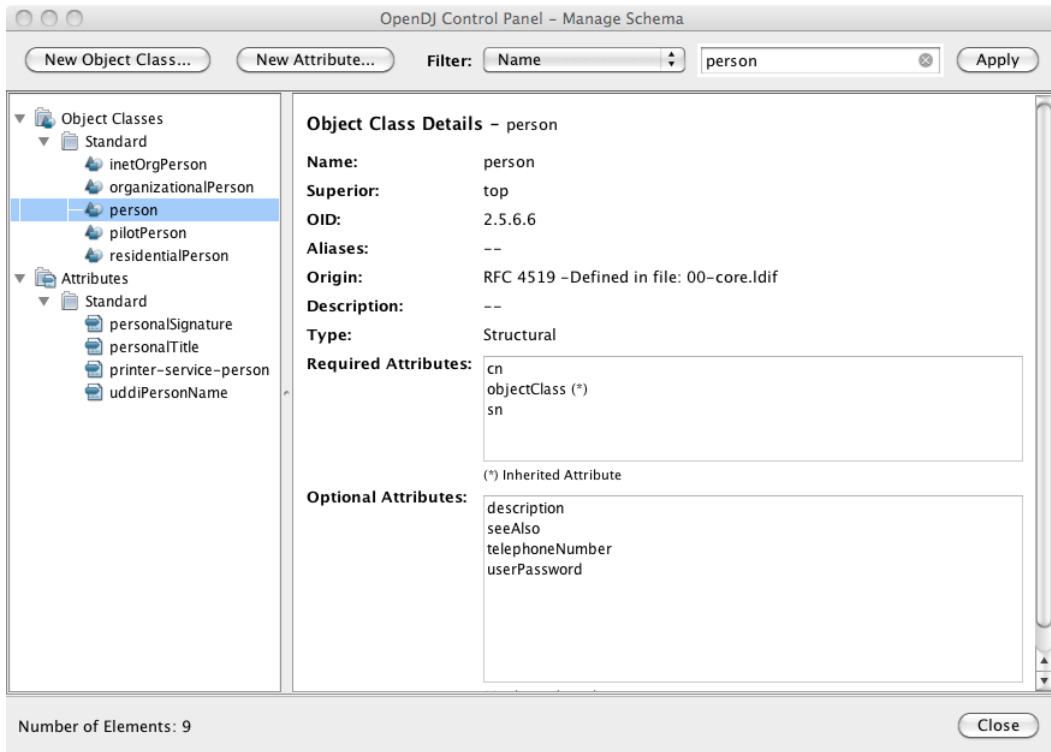 OpenDJ Control Panel – Manage Schema
New Object Class... New Attribute... Filter: Name person Apply
Object Classes
Standard
inetOrgPerson
organizationalPerson
person
pilotPerson
residentialPerson
Attributes
Standard
personalSignature
personalTitle
printer-service-person
uddiPersonName
Object Class Details – person
Name: person
Superior: top
OID: 2.5.6.6
Aliases: --
Origin: RFC 4519 –Defined in file: 00-core.ldif
Description: --
Type: Structural
Required Attributes: cn
objectClass (*)
sn
(*) Inherited Attribute
Optional Attributes: description
seeAlso
telephoneNumber
userPassword
Number of Elements: 9 Close